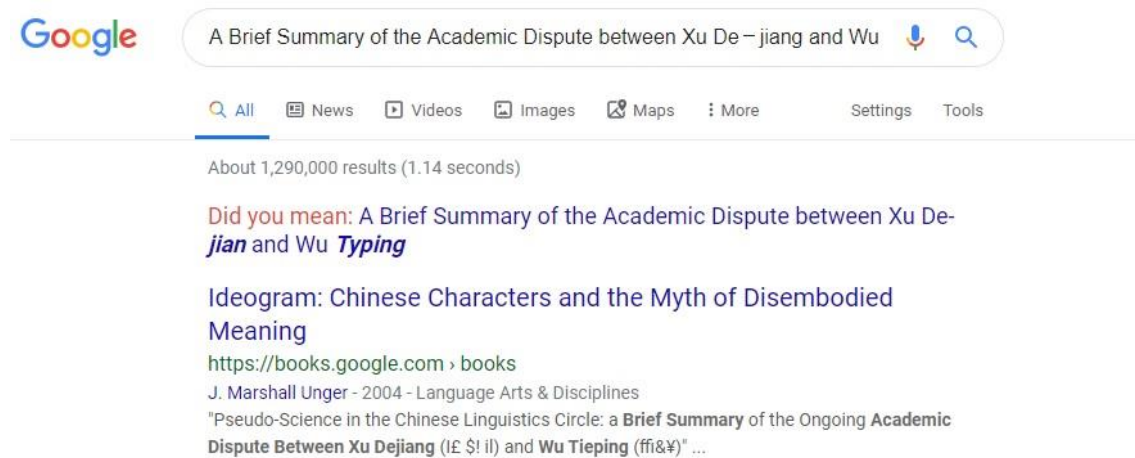 Google A Brief Summary of the Academic Dispute between Xu De－jiang and Wu
All News Videos Images Maps More Settings Tools
About 1,290,000 results (1.14 seconds)
Did you mean: A Brief Summary of the Academic Dispute between Xu De-
jian and Wu Typing
Ideogram: Chinese Characters and the Myth of Disembodied
Meaning
https://books.google.com › books
J. Marshall Unger - 2004 - Language Arts & Disciplines
"Pseudo-Science in the Chinese Linguistics Circle: a Brief Summary of the Ongoing Academic
Dispute Between Xu Dejiang (I£ $! il) and Wu Tieping (ffi&¥)" ...